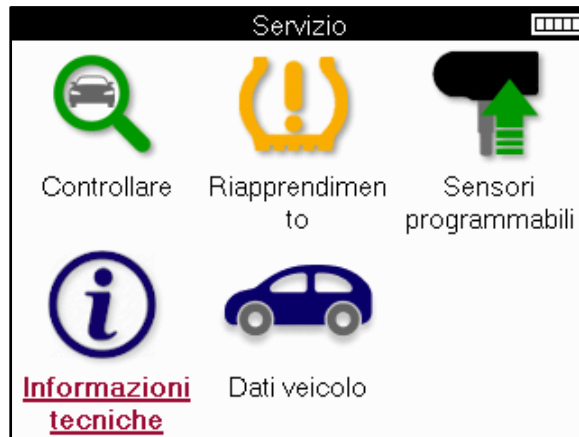 Servizio
Controllare
Riapprendimen
to
Sensori
programmabili
Informazioni
tecniche
Dati veicolo